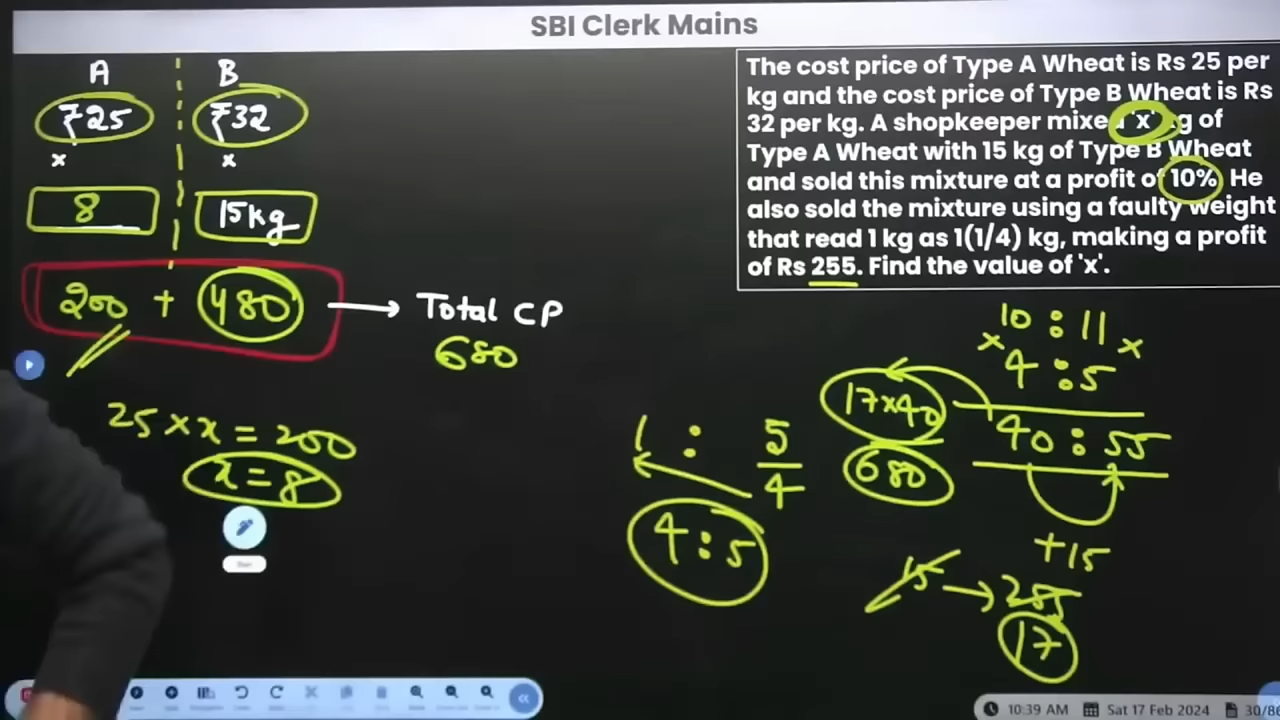 SBI Clerk Mains
The cost price of Type A Wheat is Rs 25 per
kg and the cost price of Type B Wheat is Rs
32 per kg. A shopkeeper mixed 'x' kg of
Type A Wheat with 15 kg of Type B Wheat
and sold this mixture at a profit of 10%. He
also sold the mixture using a faulty weight
that read 1 kg as 1(1/4) kg, making a profit
of Rs 255. Find the value of 'x'.
A B
₹25 ₹32
x x
8 15kg
200 + 480 → Total CP
680
25 × x = 200
x = 8
1 : 5/4
4 : 5
10 : 11
× 4 : 5 ×
17×40 40 : 55
680
+15
15 → 255
17
10:39 AM Sat 17 Feb 2024 30/86